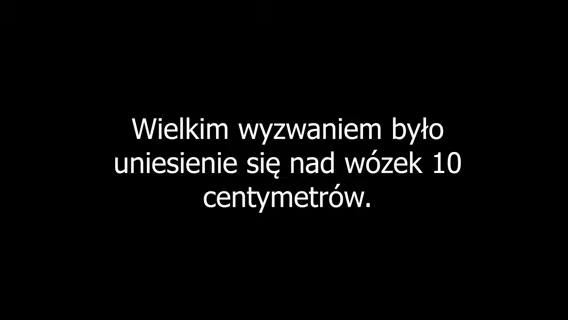 Wielkim wyzwaniem było
uniesienie się nad wózek 10
centymetrów.